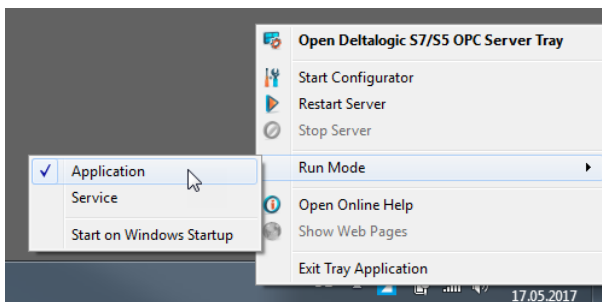 Open Deltalogic S7/S5 OPC Server Tray
Start Configurator
Restart Server
Stop Server
Run Mode
Application
Service
Start on Windows Startup
Open Online Help
Show Web Pages
Exit Tray Application
17.05.2017